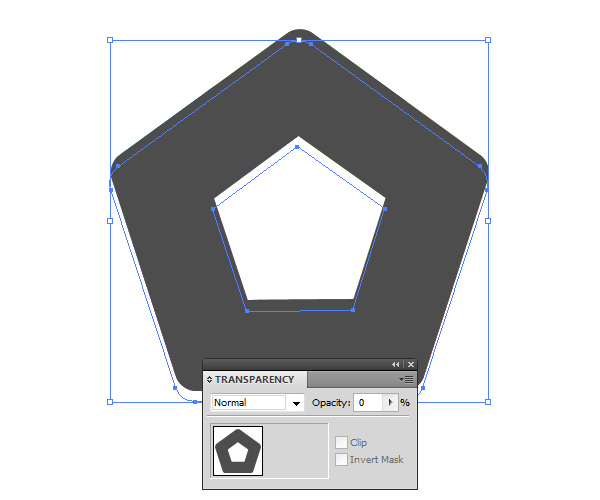 TRANSPARENCY
Normal Opacity: 0 %
Clip
Invert Mask